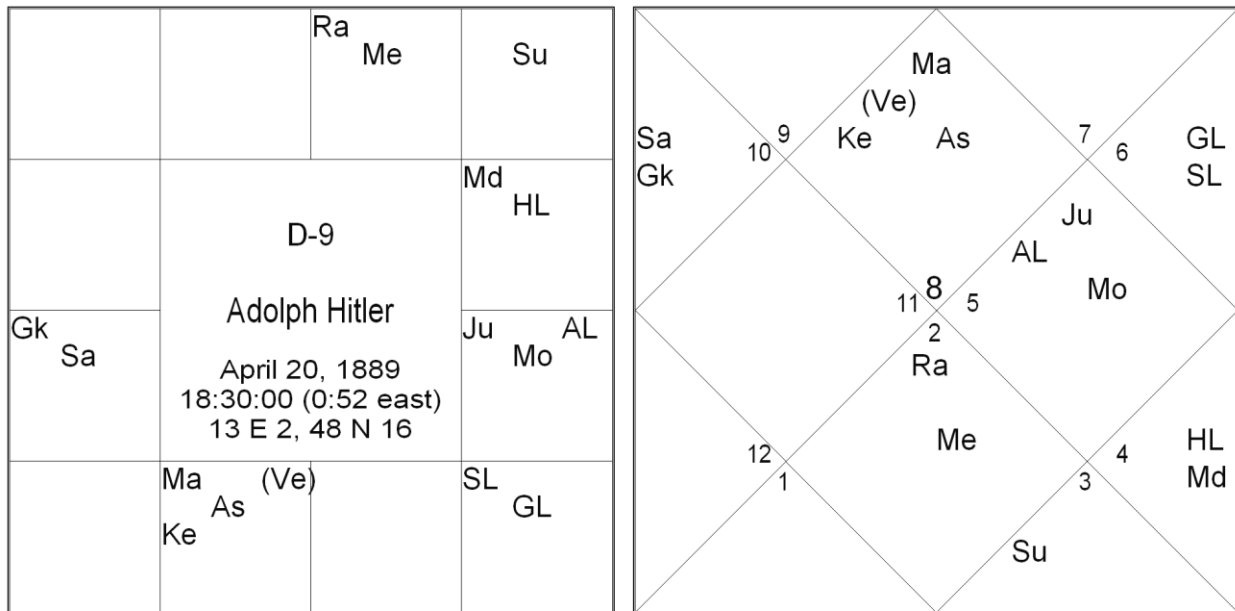 Ra
Me
Su
Md
HL
D-9
Adolph Hitler
April 20, 1889
18:30:00 (0:52 east)
13 E 2, 48 N 16
Gk
Sa
Ju AL
Mo
Ma (Ve)
As
Ke
SL
GL
Ma
(Ve)
Ke As
Sa
Gk
9
10
7
6
GL
SL
Ju
AL
Mo
8
11 5
2
Ra
Me
12
1
4
3
HL
Md
Su